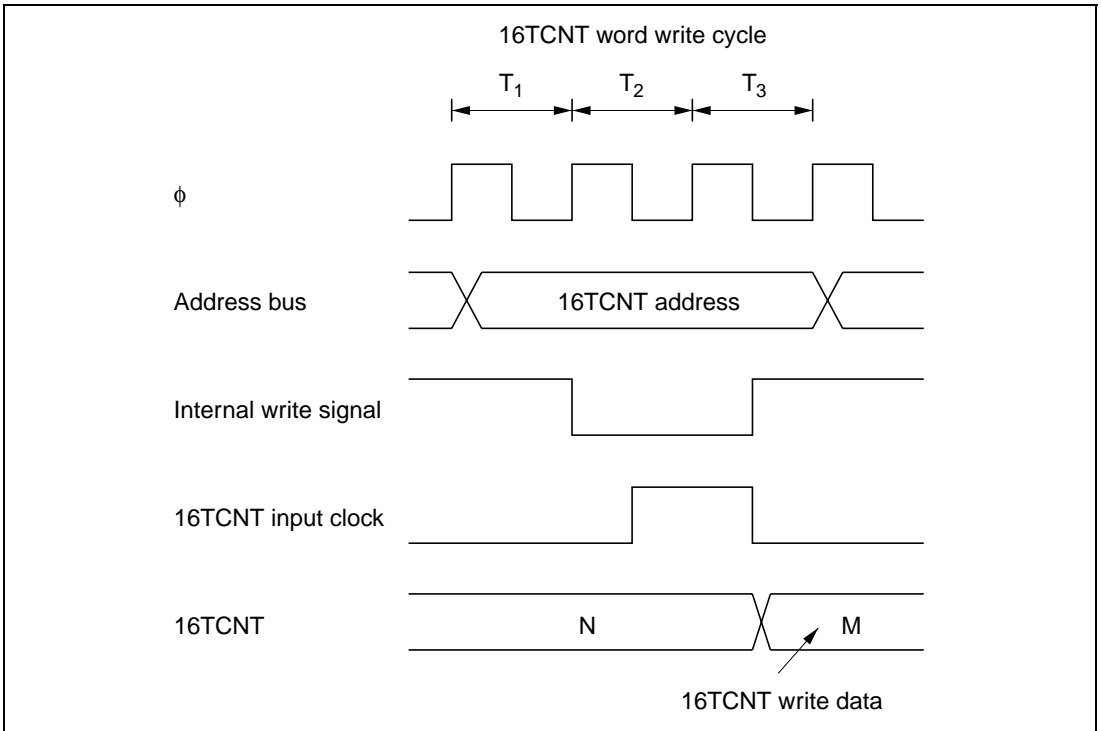 16TCNT word write cycle
T1 T2 T3
φ
Address bus 16TCNT address
Internal write signal
16TCNT input clock
16TCNT N M
16TCNT write data